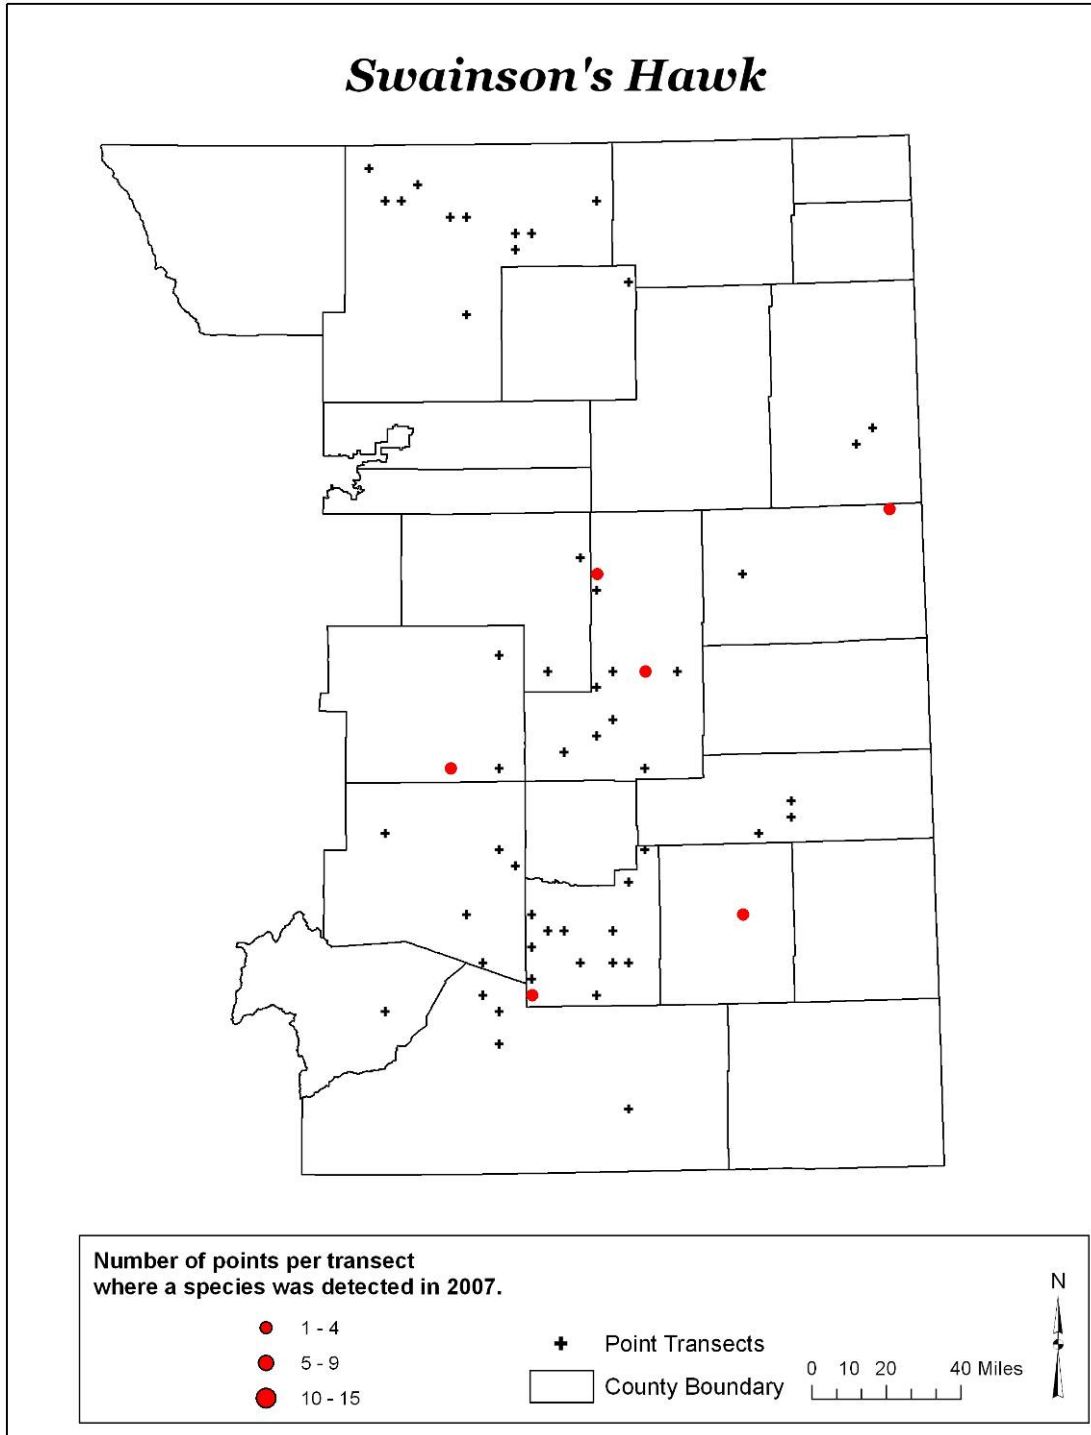 Swainson's Hawk
Number of points per transect
where a species was detected in 2007.
1 - 4
5 - 9
10 - 15
Point Transects
County Boundary
N
0 10 20 40 Miles